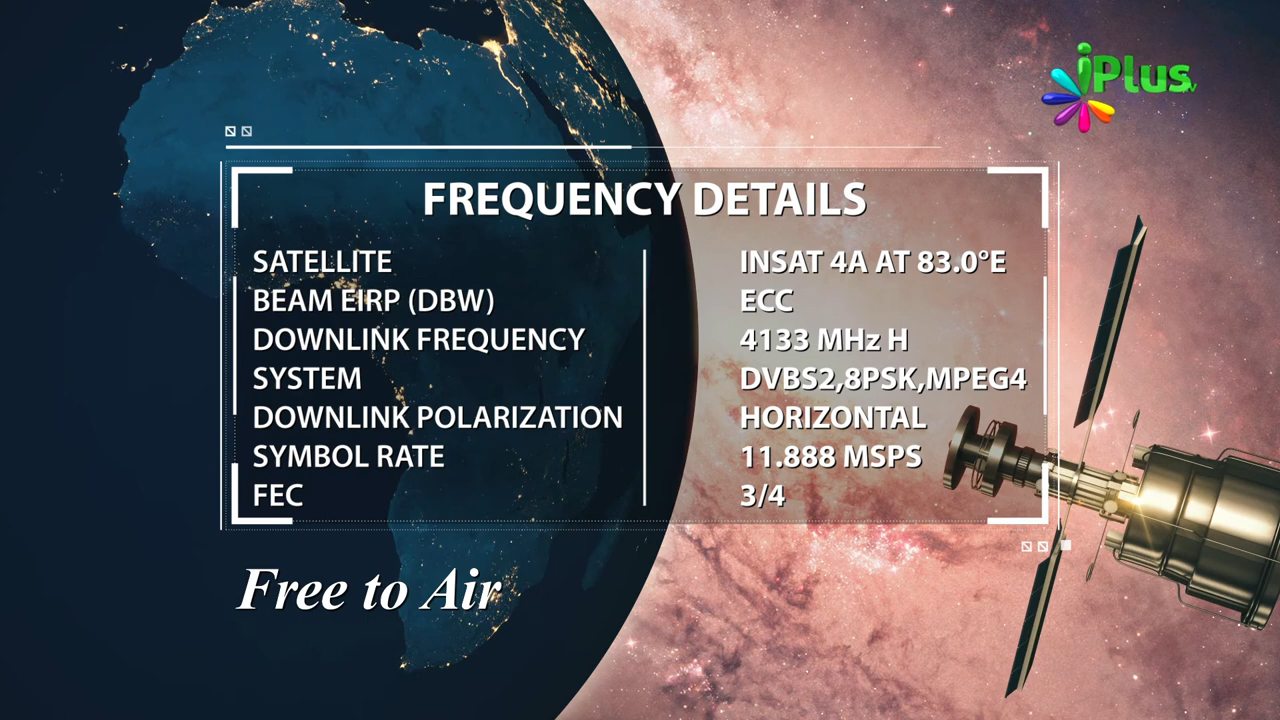 iPlus tv
FREQUENCY DETAILS
SATELLITE INSAT 4A AT 83.0°E
BEAM EIRP (DBW) ECC
DOWNLINK FREQUENCY 4133 MHz H
SYSTEM DVBS2,8PSK,MPEG4
DOWNLINK POLARIZATION HORIZONTAL
SYMBOL RATE 11.888 MSPS
FEC 3/4
Free to Air